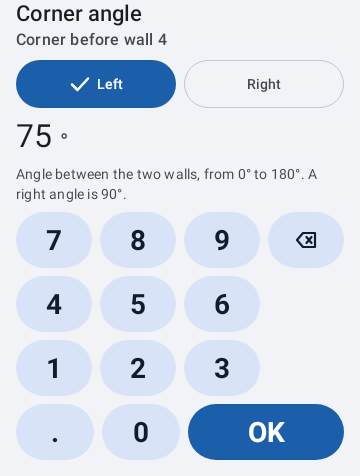 Corner angle
Corner before wall 4
Left
Right
75 °
Angle between the two walls, from 0° to 180°. A
right angle is 90°.
7 8 9
4 5 6
1 2 3
. 0 OK